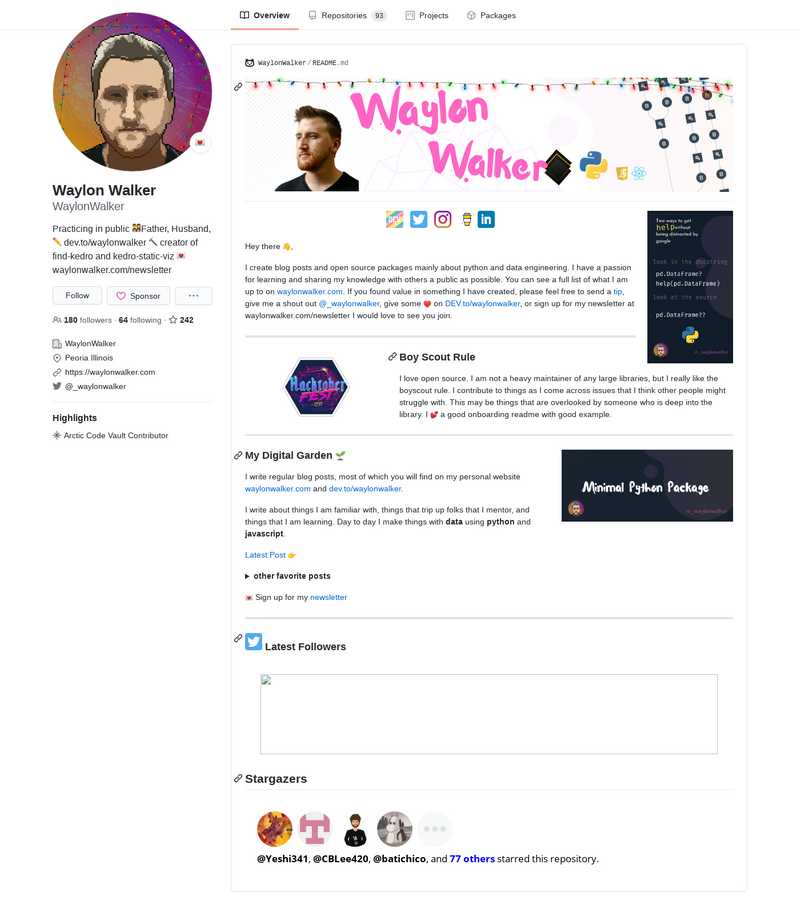 Overview
Repositories 93
Projects
Packages
Waylon Walker
WaylonWalker
Practicing in public Father, Husband,
dev.to/waylonwalker creator of
find-kedro and kedro-static-viz
waylonwalker.com/newsletter
Follow
Sponsor
180 followers · 64 following · 242
WaylonWalker
Peoria Illinois
https://waylonwalker.com
@_waylonwalker
Highlights
Arctic Code Vault Contributor
WaylonWalker/README.md
Waylon
Walker
Hey there 👋,
I create blog posts and open source packages mainly about python and data engineering. I have a passion
for learning and sharing my knowledge with others a public as possible. You can see a full list of what I am
up to on waylonwalker.com. If you found value in something I have created, please feel free to send a tip,
give me a shout out @_waylonwalker, give some ❤️ on DEV.to/waylonwalker, or sign up for my newsletter at
waylonwalker.com/newsletter I would love to see you join.
Two ways to get
help without
being distracted by
google
look in the docstring
pd.DataFrame?
help(pd.DataFrame)
look at the source
pd.DataFrame??
Hacktober
FEST
Boy Scout Rule
I love open source. I am not a heavy maintainer of any large libraries, but I really like the
boyscout rule. I contribute to things as I come across issues that I think other people might
struggle with. This may be things that are overlooked by someone who is deep into the
library. I 💕 a good onboarding readme with good example.
My Digital Garden 🌱
I write regular blog posts, most of which you will find on my personal website
waylonwalker.com and dev.to/waylonwalker.
I write about things I am familiar with, things that trip up folks that I mentor, and
things that I am learning. Day to day I make things with data using python and
javascript.
Latest Post 👉
other favorite posts
💌 Sign up for my newsletter
Minimal Python Package
Latest Followers
Stargazers
@Yeshi341, @CBLee420, @batichico, and 77 others starred this repository.